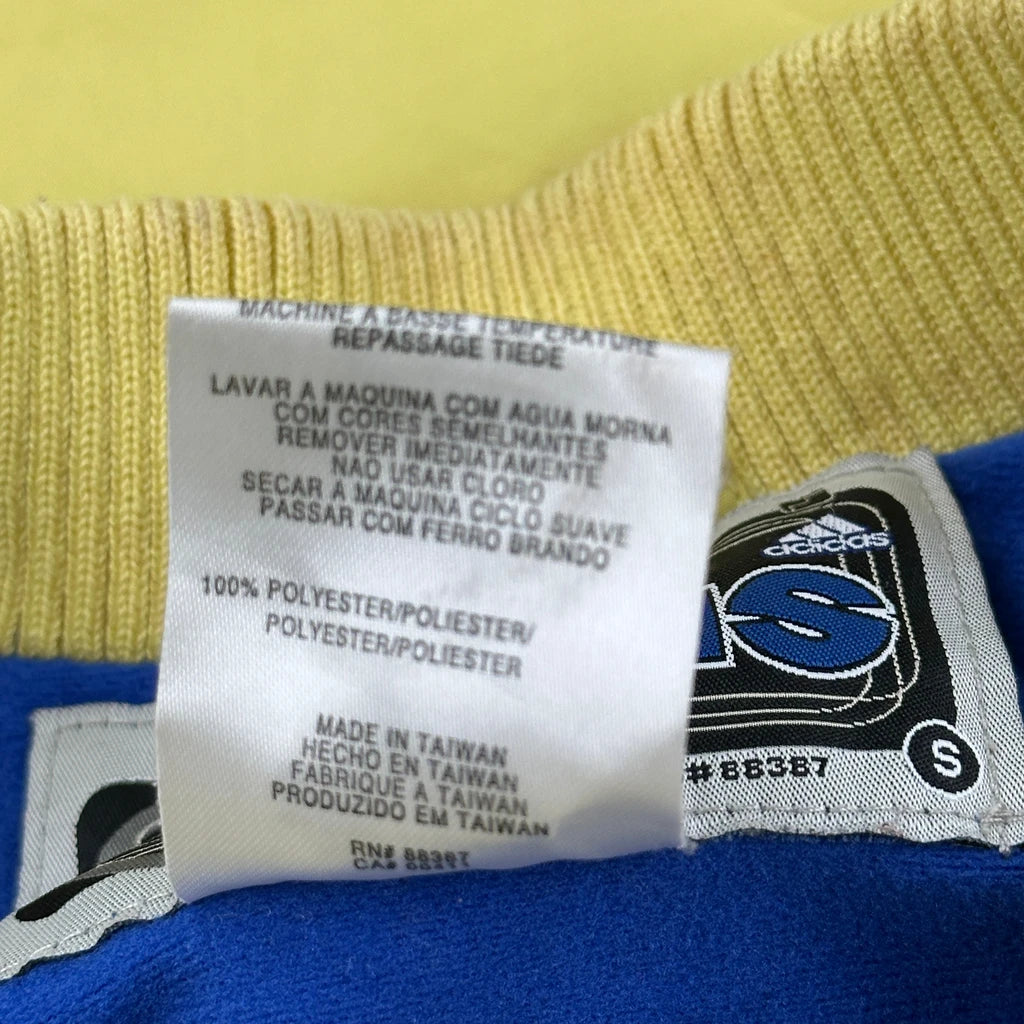 MACHINE A BASSE TEMPERATURE
REPASSAGE TIEDE
LAVAR A MAQUINA COM AGUA MORNA
COM CORES SEMELHANTES
REMOVER IMEDIATAMENTE
NAO USAR CLORO
SECAR A MAQUINA CICLO SUAVE
PASSAR COM FERRO BRANDO
100% POLYESTER/POLIESTER/
POLYESTER/POLIESTER
MADE IN TAIWAN
HECHO EN TAIWAN
FABRIQUE A TAIWAN
PRODUZIDO EM TAIWAN
RN# 88387
CA#
adidas
S
# 88387
S